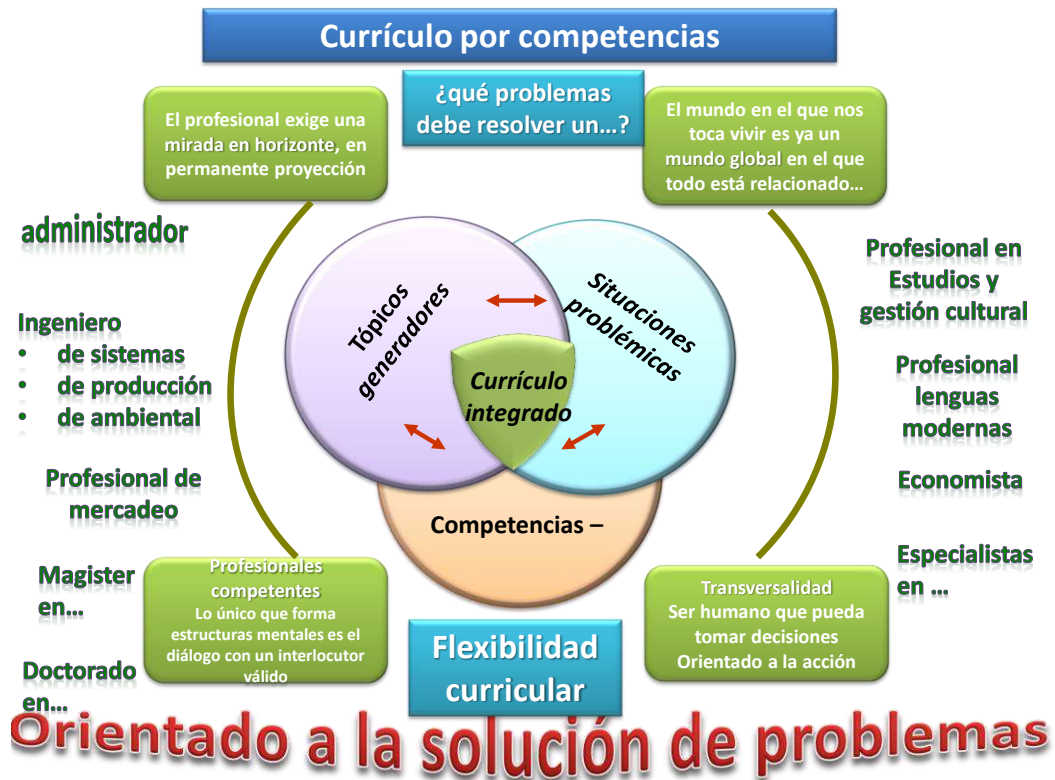 Currículo por competencias
¿qué problemas
debe resolver un...?
El profesional exige una
mirada en horizonte, en
permanente proyección
El mundo en el que nos
toca vivir es ya un
mundo global en el que
todo está relacionado...
administrador
Ingeniero
• de sistemas
• de producción
• de ambiental
Profesional de
mercadeo
Magister
en...
Doctorado
en...
Tópicos
generadores
Situaciones
problémicas
Currículo
integrado
Competencias –
Profesional en
Estudios y
gestión cultural
Profesional
lenguas
modernas
Economista
Especialistas
en ...
Profesionales
competentes
Lo único que forma
estructuras mentales es el
diálogo con un interlocutor
válido
Transversalidad
Ser humano que pueda
tomar decisiones
Orientado a la acción
Flexibilidad
curricular
Orientado a la solución de problemas